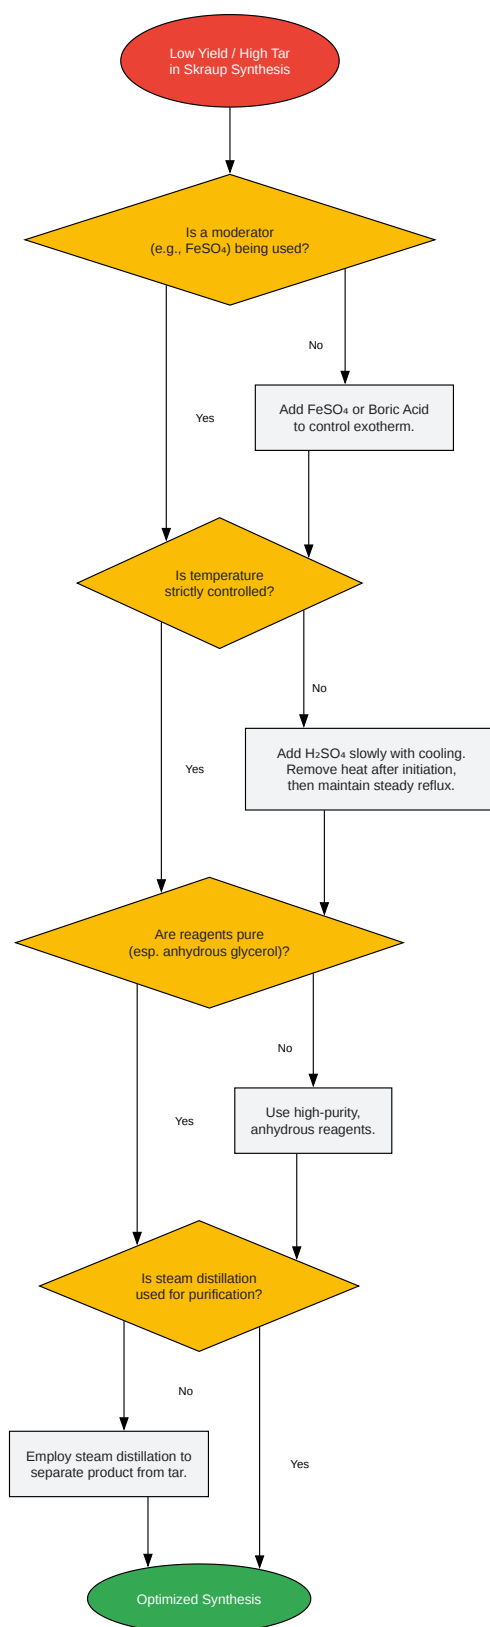 Low Yield / High Tar
in Skraup Synthesis
Is a moderator
(e.g., FeSO₄) being used?
No
Add FeSO₄ or Boric Acid
to control exotherm.
Yes
Is temperature
strictly controlled?
No
Add H₂SO₄ slowly with cooling.
Remove heat after initiation,
then maintain steady reflux.
Yes
Are reagents pure
(esp. anhydrous glycerol)?
No
Use high-purity,
anhydrous reagents.
Yes
Is steam distillation
used for purification?
No
Employ steam distillation to
separate product from tar.
Yes
Optimized Synthesis